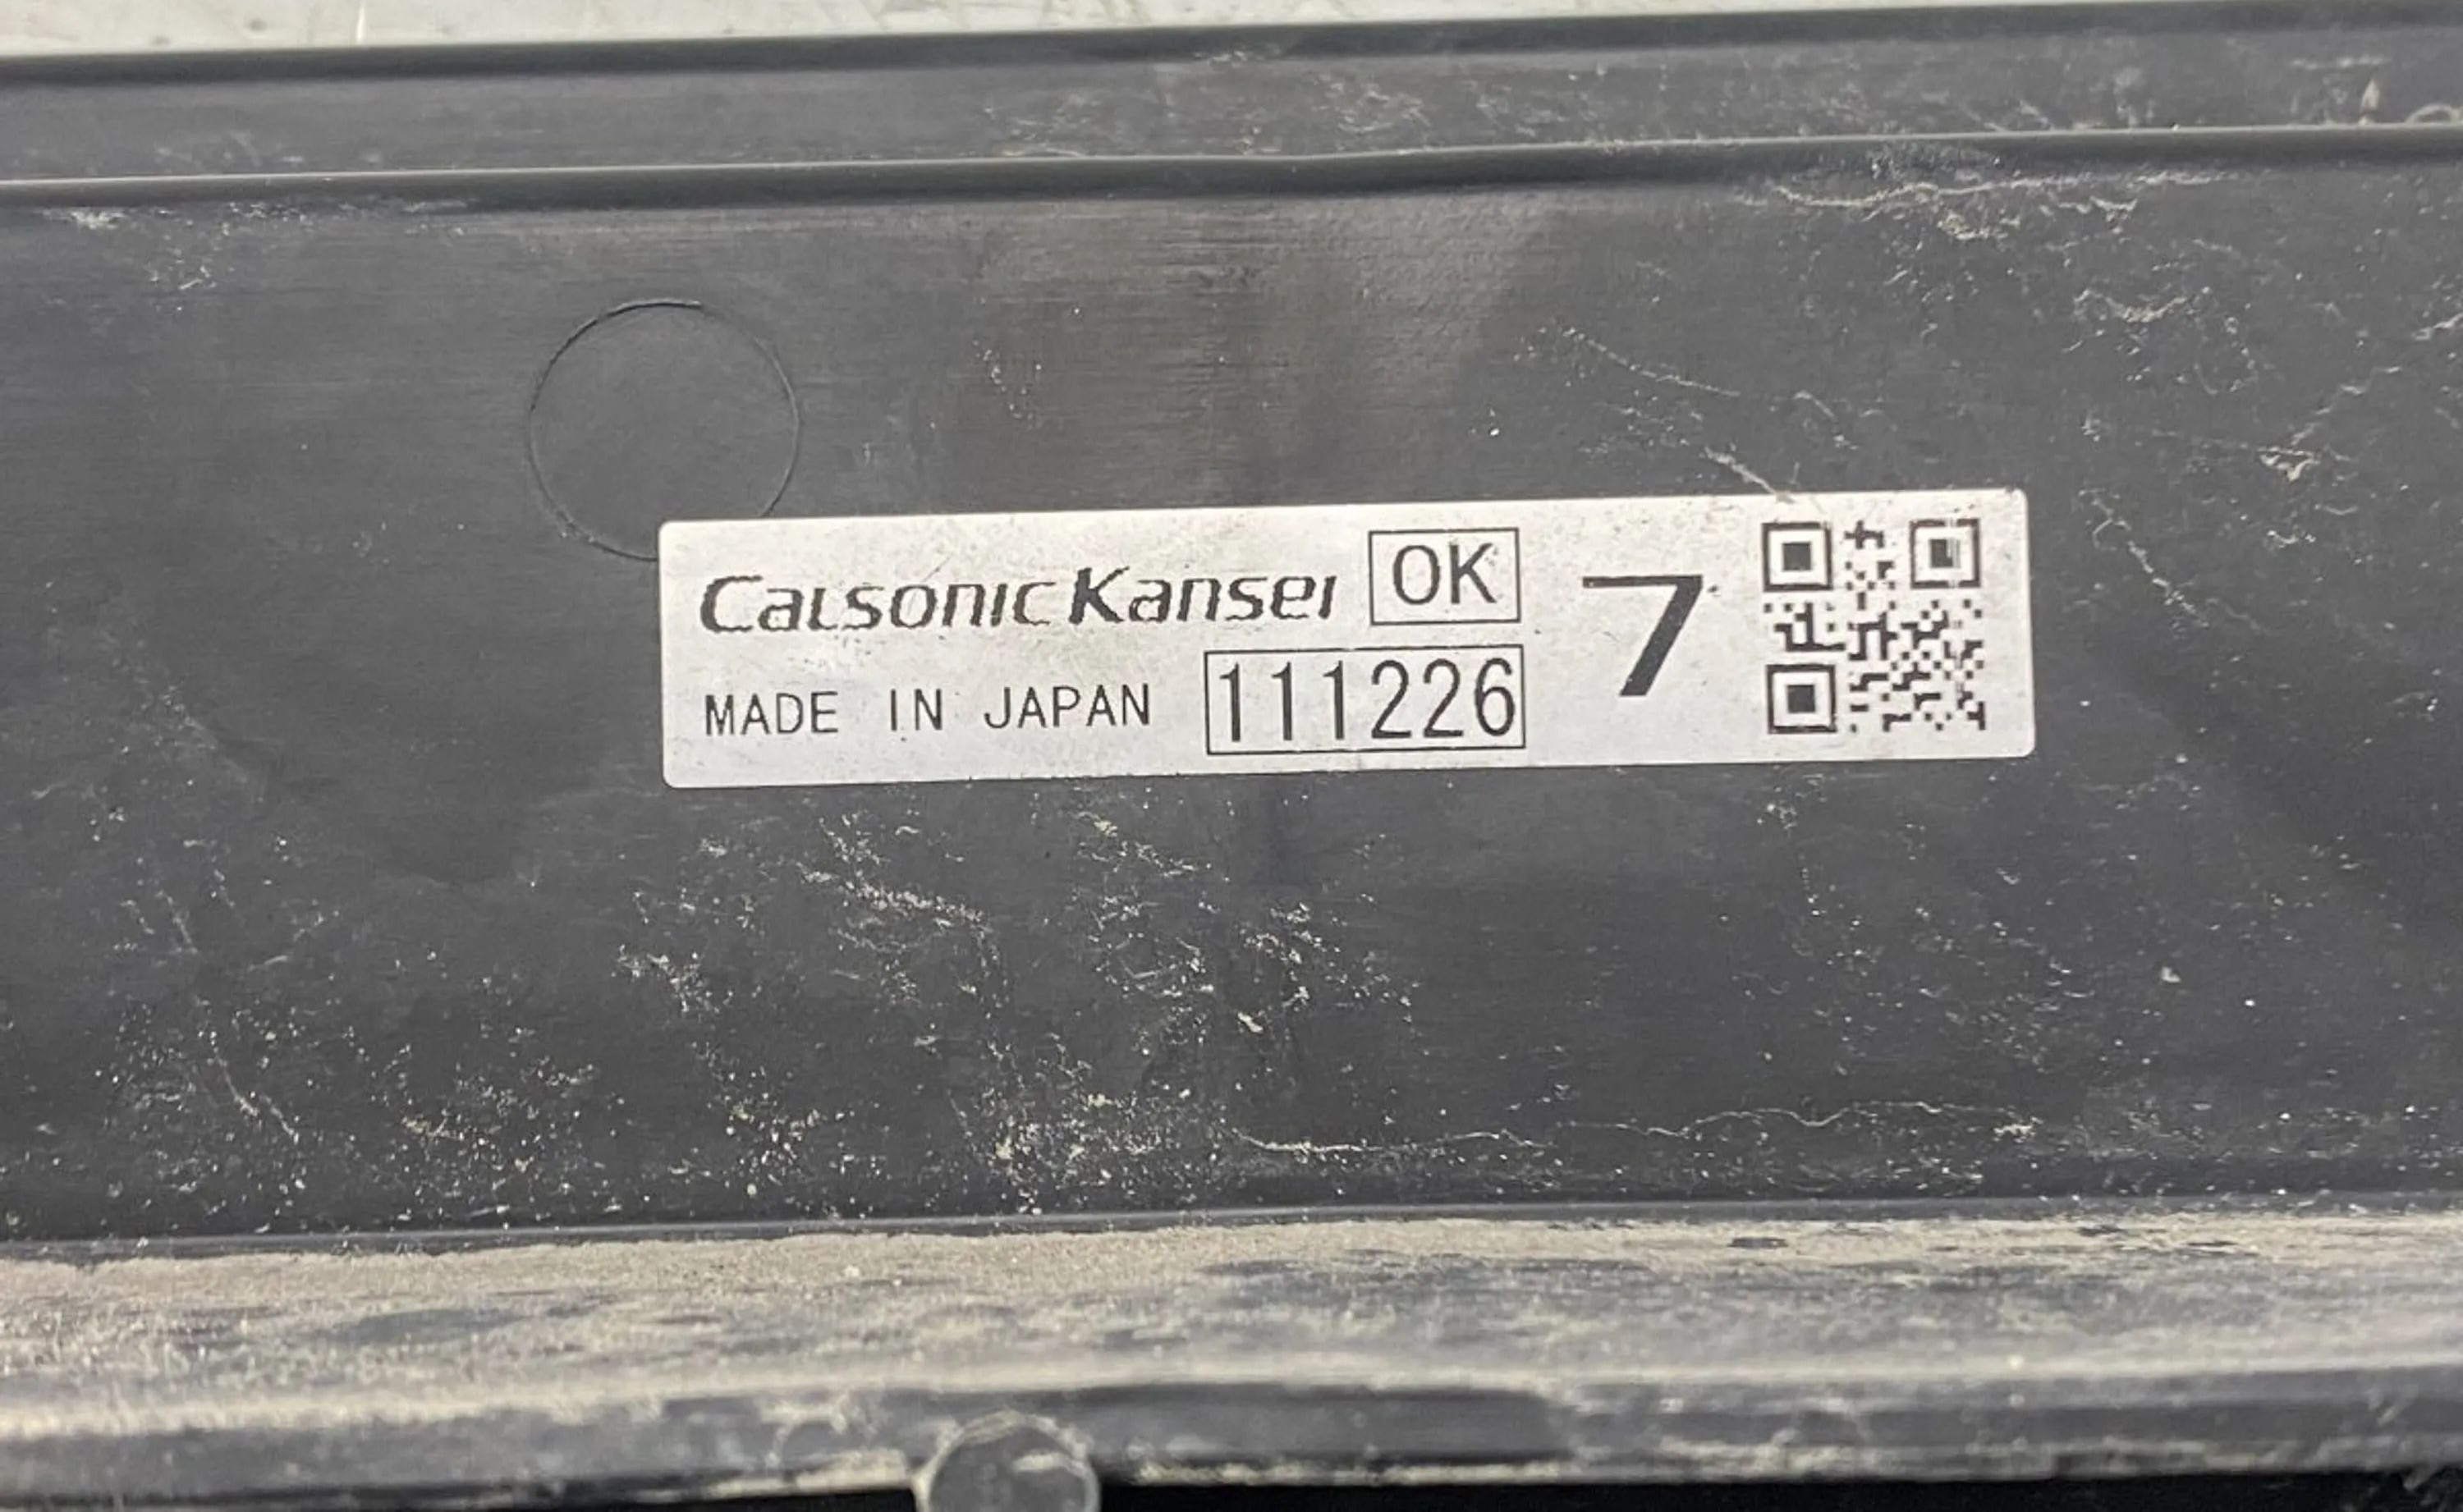 CalsonicKansei OK 7
MADE IN JAPAN 111226